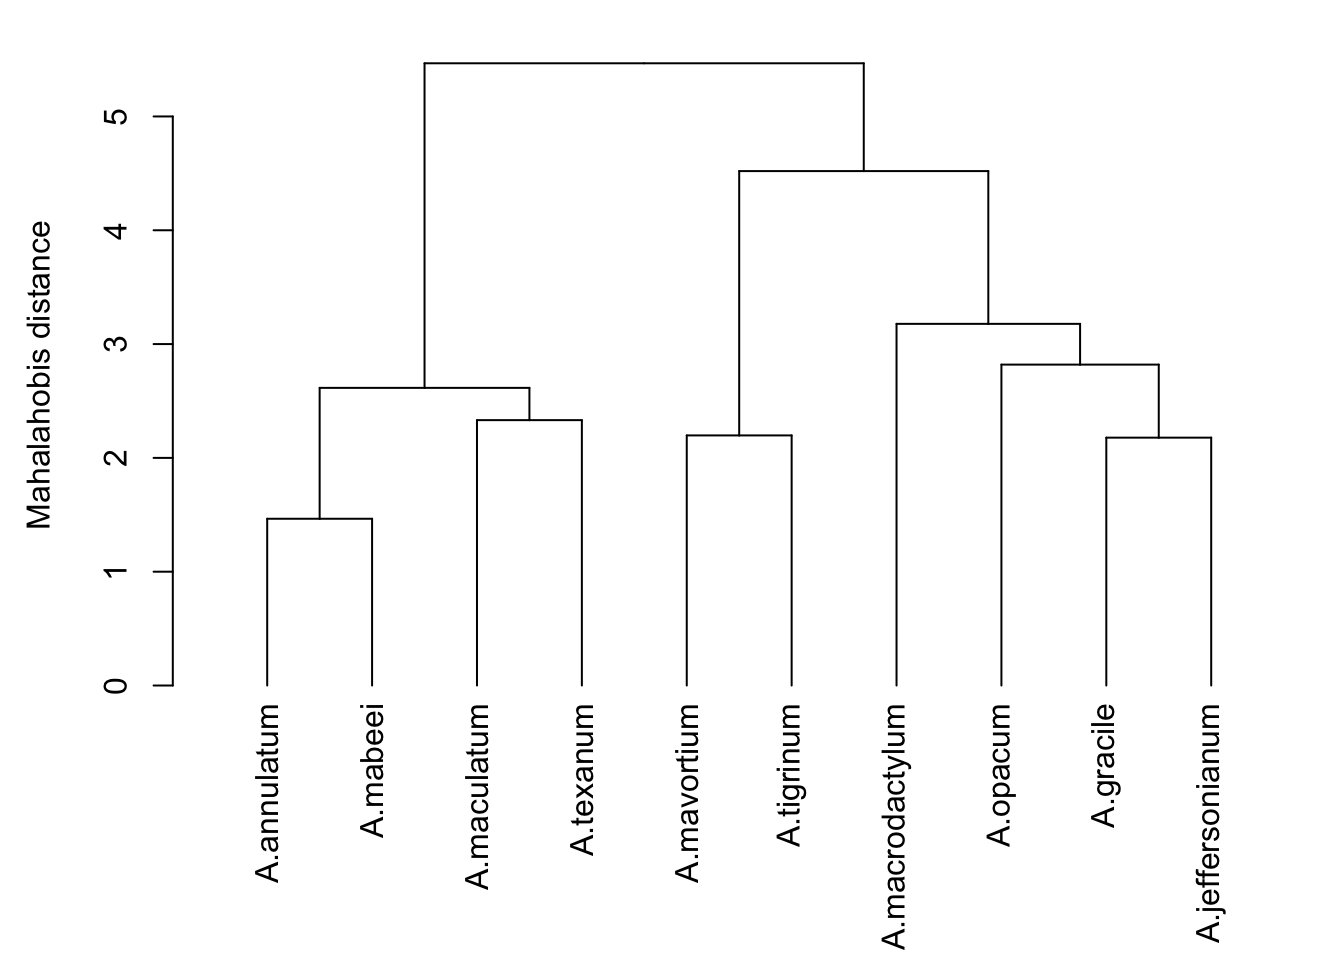 Mahalahobis distance
5
4
3
2
1
0
A.annulatum
A.mabeei
A.maculatum
A.texanum
A.mavortium
A.tigrinum
A.macrodactylum
A.opacum
A.gracile
A.jeffersonianum